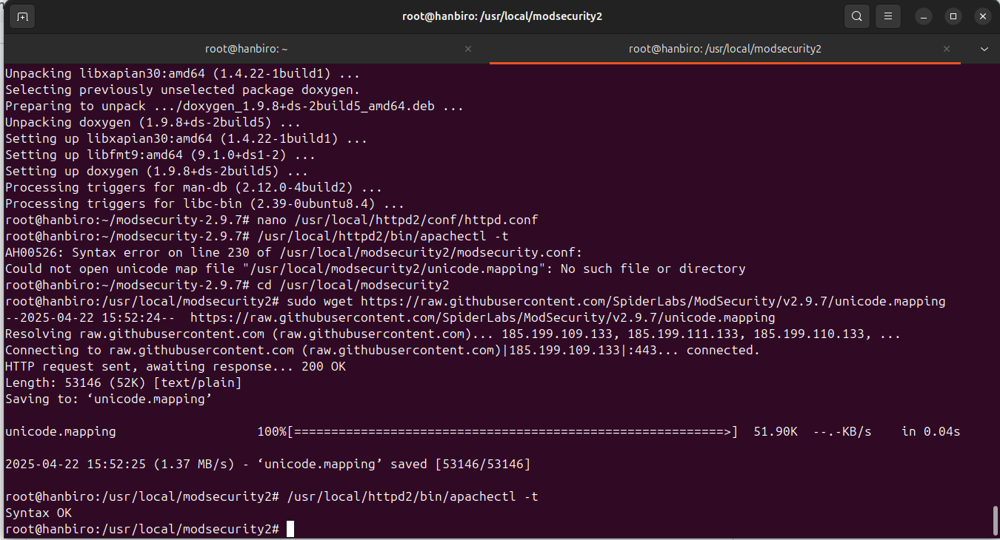 root@hanbiro: /usr/local/modsecurity2
root@hanbiro: ~
root@hanbiro: /usr/local/modsecurity2
Unpacking libxapian30:amd64 (1.4.22-1build1) ...
Selecting previously unselected package doxygen.
Preparing to unpack .../doxygen_1.9.8+ds-2build5_amd64.deb ...
Unpacking doxygen (1.9.8+ds-2build5) ...
Setting up libxapian30:amd64 (1.4.22-1build1) ...
Setting up libfmt9:amd64 (9.1.0+ds1-2) ...
Setting up doxygen (1.9.8+ds-2build5) ...
Processing triggers for man-db (2.12.0-4build2) ...
Processing triggers for libc-bin (2.39-0ubuntu8.4) ...
root@hanbiro:~/modsecurity-2.9.7# nano /usr/local/httpd2/conf/httpd.conf
root@hanbiro:~/modsecurity-2.9.7# /usr/local/httpd2/bin/apachectl -t
AH00526: Syntax error on line 230 of /usr/local/modsecurity2/modsecurity.conf:
Could not open unicode map file "/usr/local/modsecurity2/unicode.mapping": No such file or directory
root@hanbiro:~/modsecurity-2.9.7# cd /usr/local/modsecurity2
root@hanbiro:/usr/local/modsecurity2# sudo wget https://raw.githubusercontent.com/SpiderLabs/ModSecurity/v2.9.7/unicode.mapping
--2025-04-22 15:52:24--  https://raw.githubusercontent.com/SpiderLabs/ModSecurity/v2.9.7/unicode.mapping
Resolving raw.githubusercontent.com (raw.githubusercontent.com)... 185.199.109.133, 185.199.111.133, 185.199.110.133, ...
Connecting to raw.githubusercontent.com (raw.githubusercontent.com)|185.199.109.133|:443... connected.
HTTP request sent, awaiting response... 200 OK
Length: 53146 (52K) [text/plain]
Saving to: ‘unicode.mapping’
unicode.mapping                   100%[==========================================================>]  51.90K  --.-KB/s    in 0.04s
2025-04-22 15:52:25 (1.37 MB/s) - ‘unicode.mapping’ saved [53146/53146]
root@hanbiro:/usr/local/modsecurity2# /usr/local/httpd2/bin/apachectl -t
Syntax OK
root@hanbiro:/usr/local/modsecurity2#